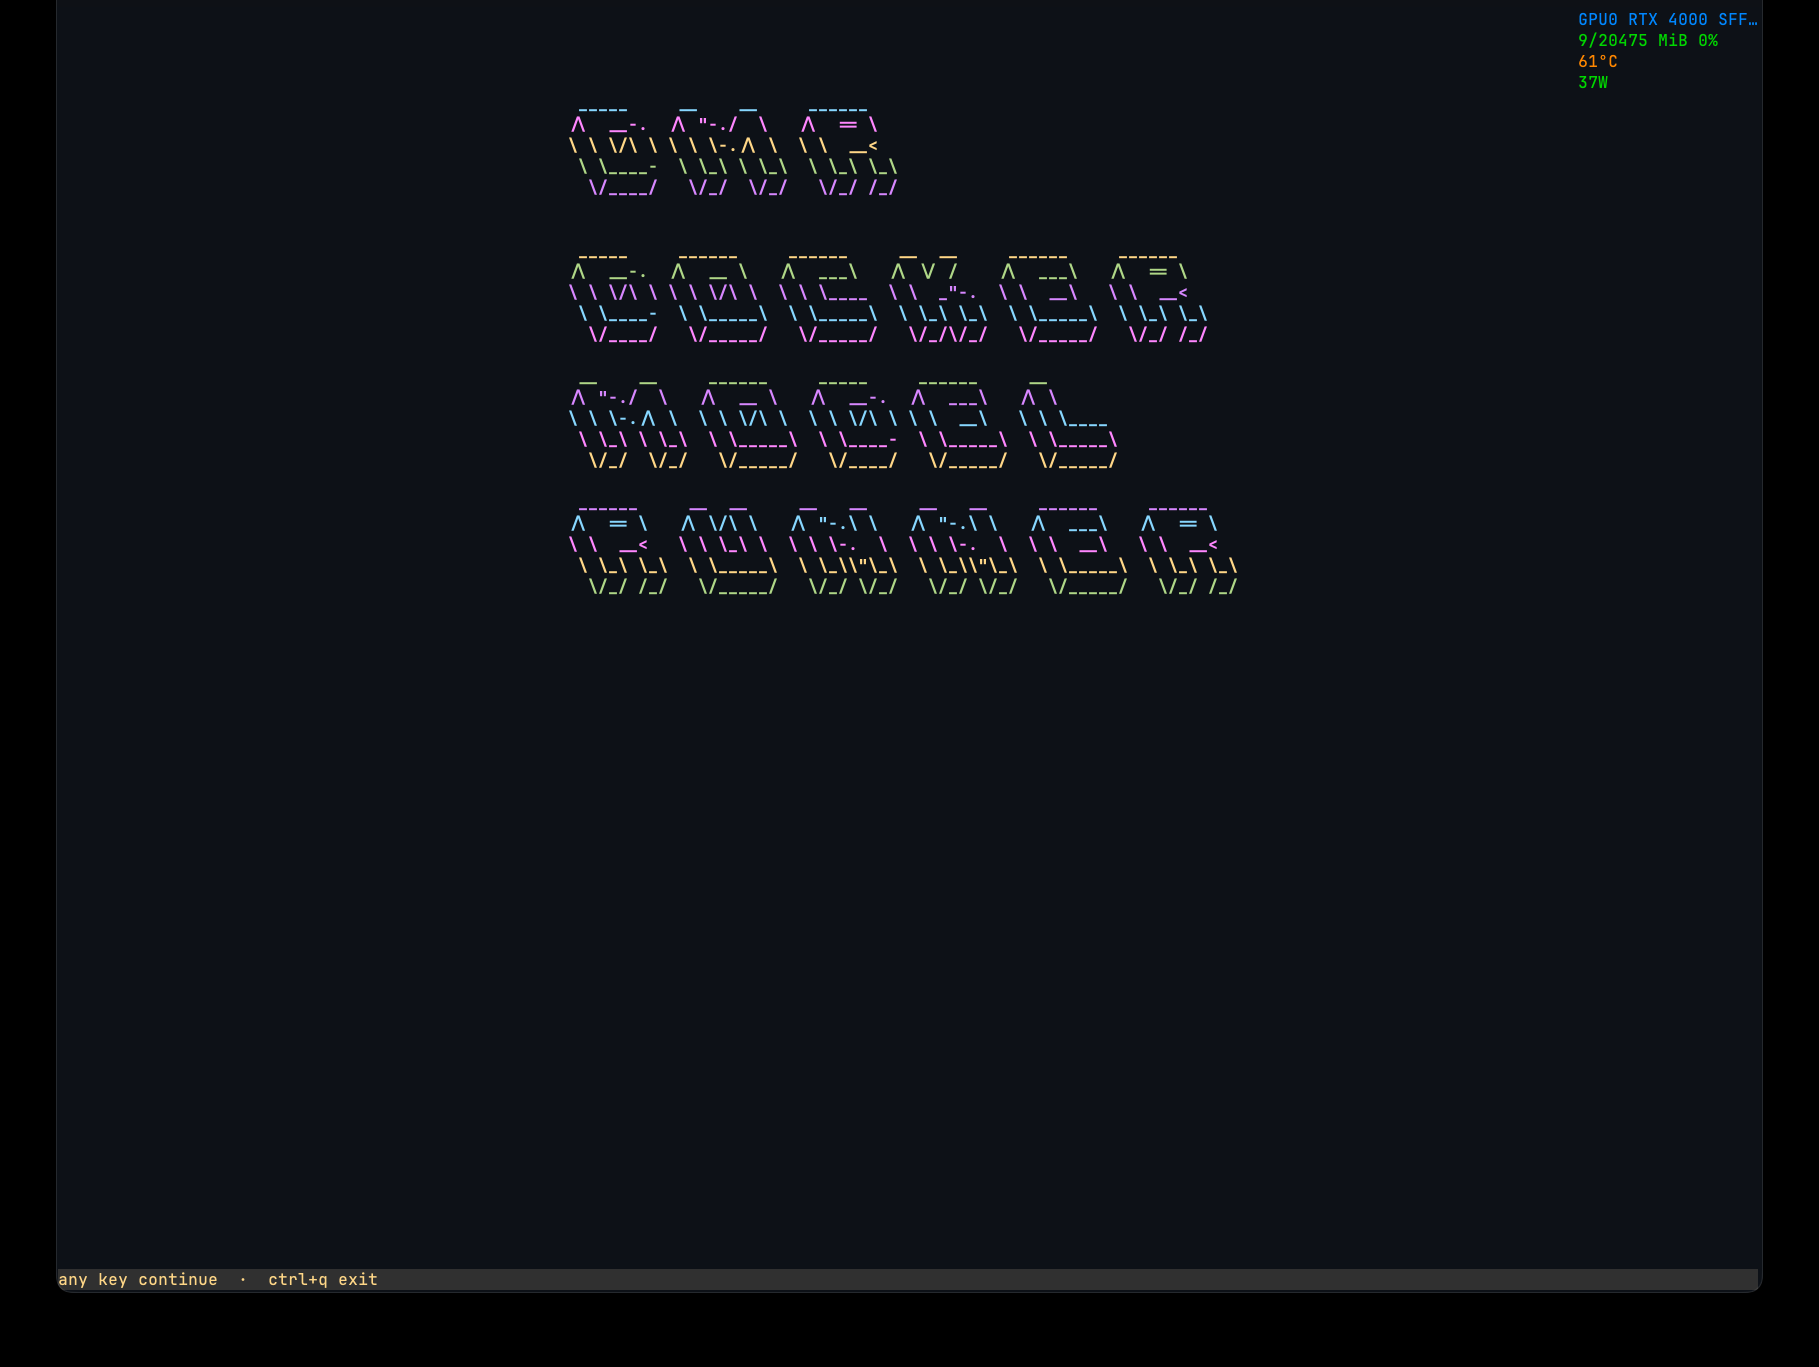 GPU0 RTX 4000 SFF…
9/20475 MiB 0%
61°C
37W
DMR
DOCKER
MODEL
RUNNER
any key continue · ctrl+q exit